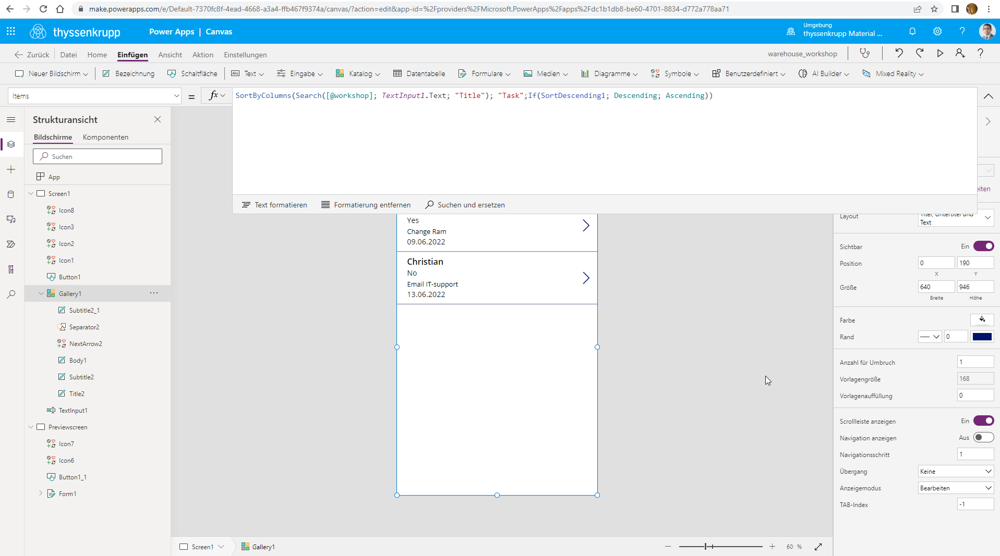 make.powerapps.com/e/Default-7370fc8f-4ead-4668-a3a4-ffb467f9374a/canvas/?action=edit&app-id=%2Fproviders%2FMicrosoft.PowerApps%2Fapps%2Fdc1b1db8-be60-4701-8834-d772a778aa71
thyssenkrupp
Power Apps | Canvas
Umgebung
thyssenkrupp Material ...
Zurück
Datei
Home
Einfügen
Ansicht
Aktion
Einstellungen
warehouse_workshop
Neuer Bildschirm
Bezeichnung
Schaltfläche
Abc
Text
Eingabe
Katalog
Datentabelle
Formulare
Medien
Diagramme
Symbole
Benutzerdefiniert
AI Builder
Mixed Reality
Items
= fx
SortByColumns(Search([@workshop]; TextInput1.Text; "Title"); "Task";If(SortDescending1; Descending; Ascending))
Text formatieren
Formatierung entfernen
Suchen und ersetzen
Strukturansicht
Bildschirme
Komponenten
Suchen
App
Screen1
Icon8
Icon3
Icon2
Icon1
Button1
Gallery1
Subtitle2_1
Separator2
NextArrow2
Body1
Subtitle2
Title2
TextInput1
Previewscreen
Icon7
Icon6
Button1_1
Form1
Yes
Change Ram
09.06.2022
Christian
No
Email IT-support
13.06.2022
Screen1
Gallery1
60 %
eiten
Layout
Titel, Untertitel und
Text
Sichtbar
Ein
Position
0
190
X
Y
Größe
640
946
Breite
Höhe
Farbe
Rand
0
Anzahl für Umbruch
1
Vorlagengröße
168
Vorlagenauffüllung
0
Scrollleiste anzeigen
Ein
Navigation anzeigen
Aus
Navigationsschritt
1
Übergang
Keine
Anzeigemodus
Bearbeiten
TAB-Index
-1